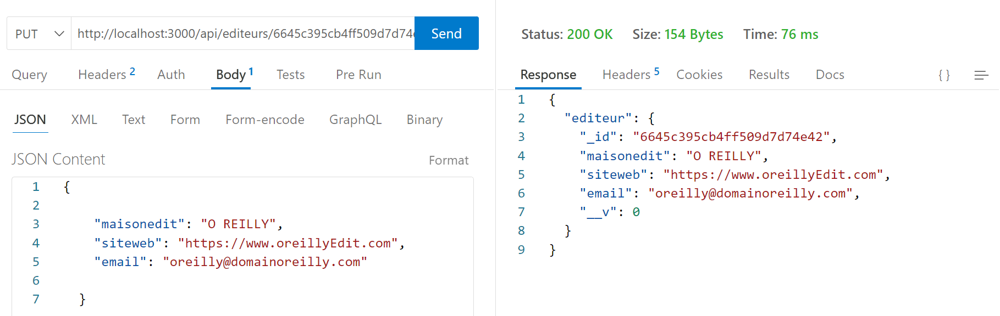 PUT http://localhost:3000/api/editeurs/6645c395cb4ff509d7d74 Send
Query Headers 2 Auth Body 1 Tests Pre Run
JSON XML Text Form Form-encode GraphQL Binary
JSON Content Format
1 {
2
3 "maisonedit": "O REILLY",
4 "siteweb": "https://www.oreillyEdit.com",
5 "email": "oreilly@domainoreilly.com"
6
7 }
Status: 200 OK Size: 154 Bytes Time: 76 ms
Response Headers 5 Cookies Results Docs { }
1 {
2 "editeur": {
3 "_id": "6645c395cb4ff509d7d74e42",
4 "maisonedit": "O REILLY",
5 "siteweb": "https://www.oreillyEdit.com",
6 "email": "oreilly@domainoreilly.com",
7 "__v": 0
8 }
9 }